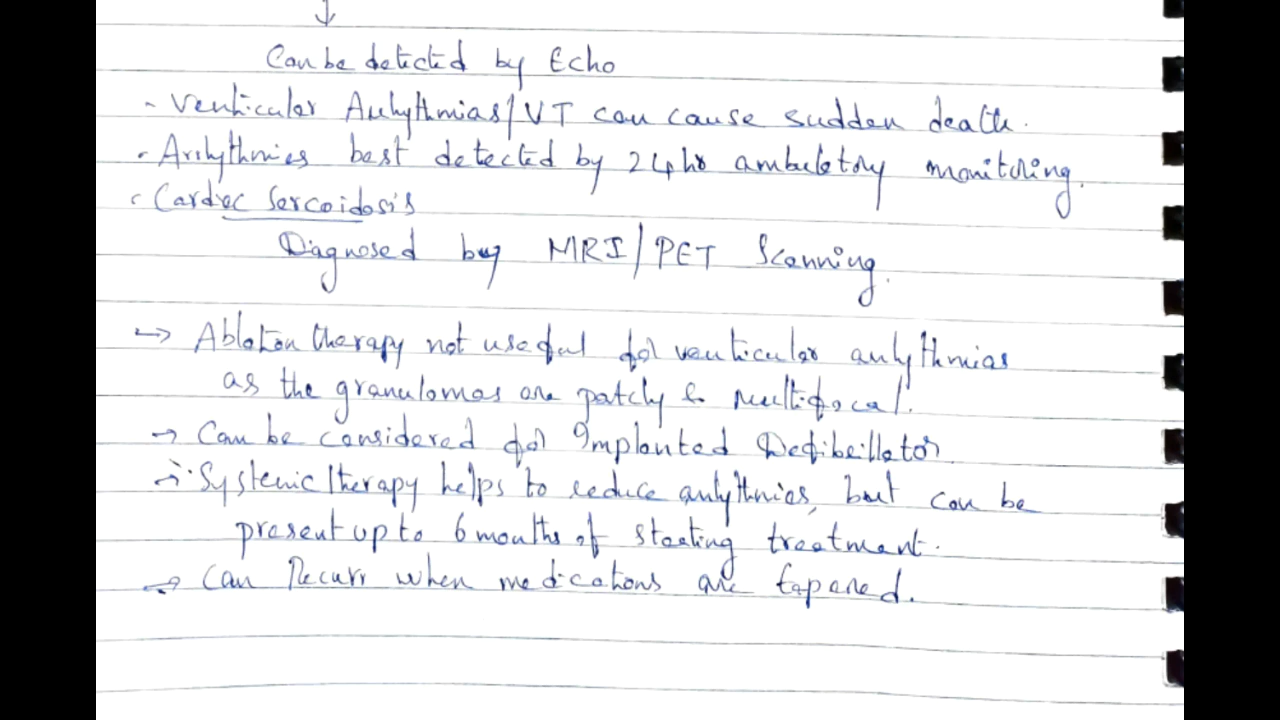 ↓
Can be detected by Echo
- Ventricular Arrhythmias/VT can cause sudden death.
• Arrhythmias best detected by 24hr ambulatory monitoring.
• Cardiac Sarcoidosis
Diagnosed by MRI/PET Scanning.
↪ Ablation therapy not useful for ventricular arrhythmias
as the granulomas are patchy & multifocal.
→ Can be considered for Implanted Defibrillator.
→ Systemic therapy helps to reduce arrhythmias, but can be
present up to 6 months of starting treatment.
→ Can Recurr when medications are tapered.